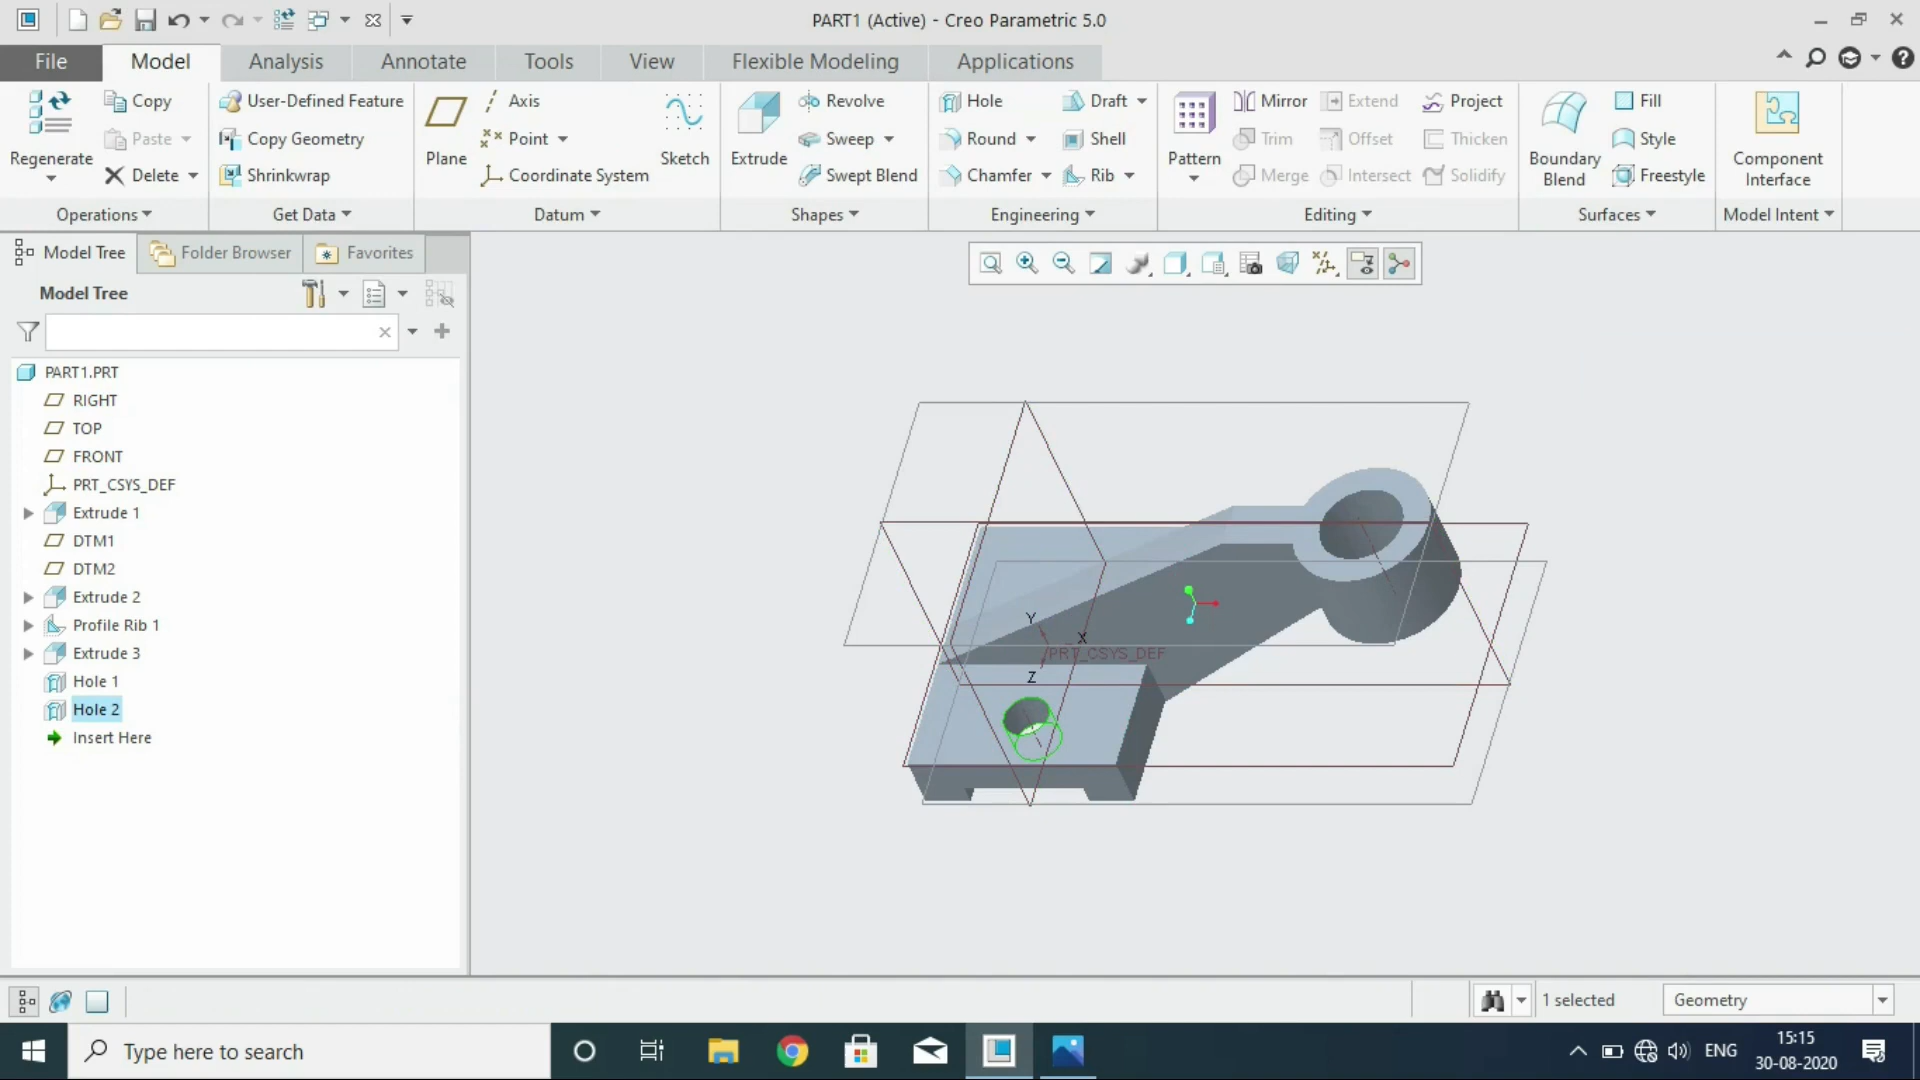 PART1 (Active) - Creo Parametric 5.0
File Model Analysis Annotate Tools View Flexible Modeling Applications
Regenerate Copy Paste Delete Operations
User-Defined Feature Copy Geometry Shrinkwrap Get Data
Plane Axis Point Coordinate System Sketch Datum
Extrude Revolve Sweep Swept Blend Shapes
Hole Draft Round Shell Chamfer Rib Engineering
Pattern Mirror Extend Project Trim Offset Thicken Merge Intersect Solidify Editing
Boundary Blend Fill Style Freestyle Surfaces
Component Interface Model Intent
Model Tree Folder Browser Favorites
Model Tree
PART1.PRT
RIGHT
TOP
FRONT
PRT_CSYS_DEF
Extrude 1
DTM1
DTM2
Extrude 2
Profile Rib 1
Extrude 3
Hole 1
Hole 2
Insert Here
Y
X
PRT_CSYS_DEF
Z
1 selected Geometry
Type here to search
ENG
15:15
30-08-2020